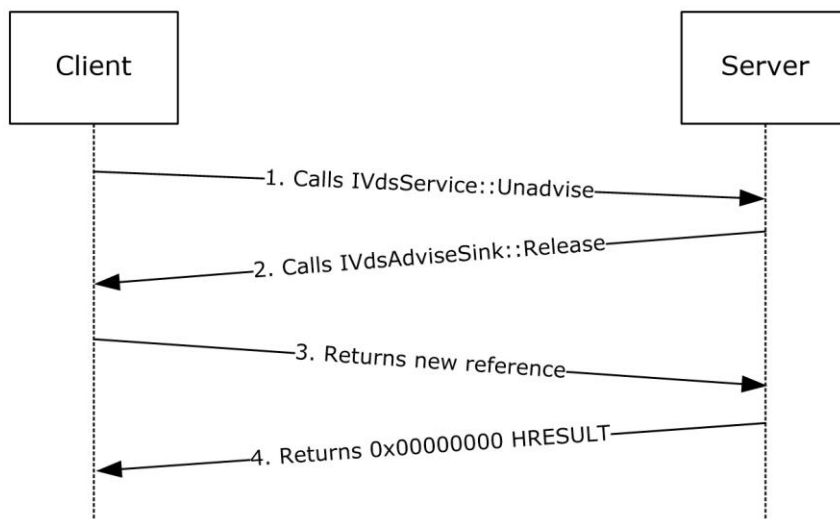 Client
Server
1. Calls IVdsService::Unadvise
2. Calls IVdsAdviseSink::Release
3. Returns new reference
4. Returns 0x00000000 HRESULT